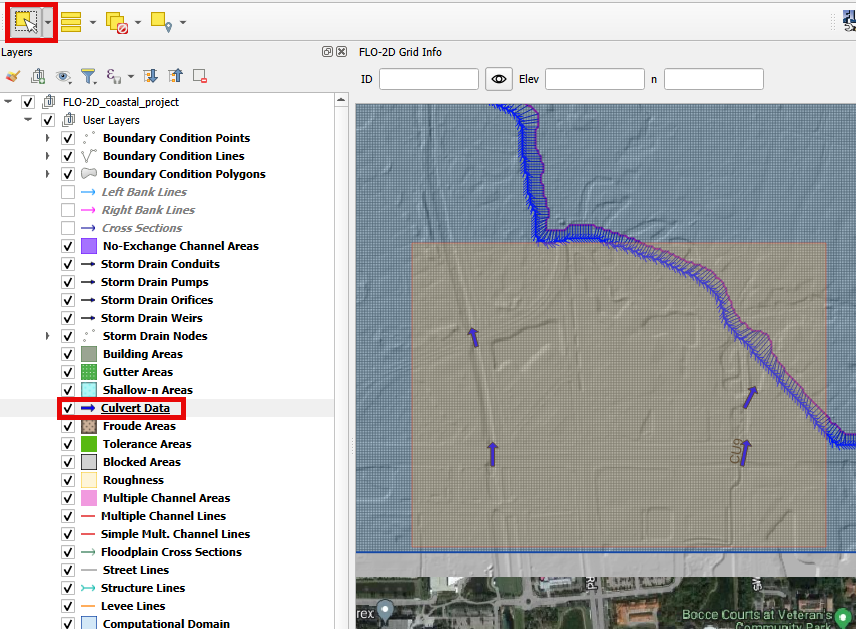 Layers
FLO-2D Grid Info
ID
Elev
n
FLO-2D_coastal_project
User Layers
Boundary Condition Points
Boundary Condition Lines
Boundary Condition Polygons
Left Bank Lines
Right Bank Lines
Cross Sections
No-Exchange Channel Areas
Storm Drain Conduits
Storm Drain Pumps
Storm Drain Orifices
Storm Drain Weirs
Storm Drain Nodes
Building Areas
Gutter Areas
Shallow-n Areas
Culvert Data
Froude Areas
Tolerance Areas
Blocked Areas
Roughness
Multiple Channel Areas
Multiple Channel Lines
Simple Mult. Channel Lines
Floodplain Cross Sections
Street Lines
Structure Lines
Levee Lines
Computational Domain
CU9
Rd
SW
rex
Bocce Courts at Veteran's
Community Park